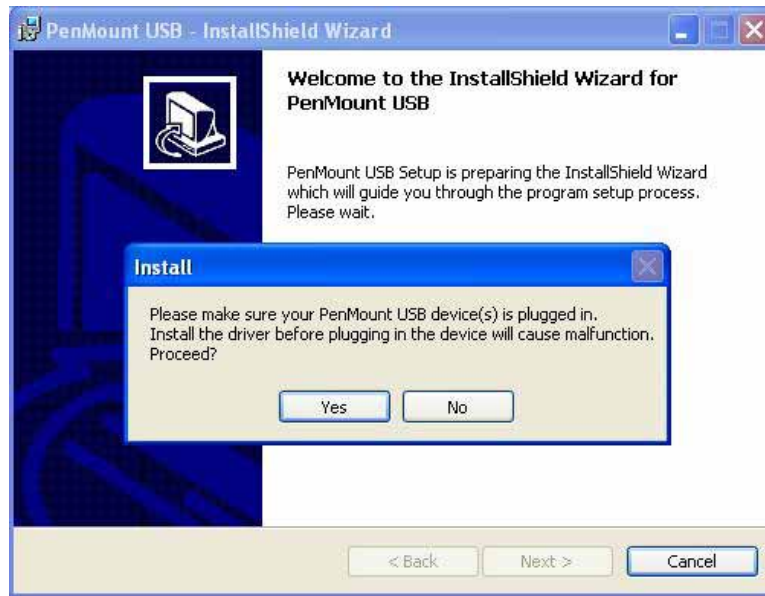 PenMount USB - InstallShield Wizard
Welcome to the InstallShield Wizard for
PenMount USB
PenMount USB Setup is preparing the InstallShield Wizard
which will guide you through the program setup process.
Please wait.
Install
Please make sure your PenMount USB device(s) is plugged in.
Install the driver before plugging in the device will cause malfunction.
Proceed?
Yes
No
< Back
Next >
Cancel